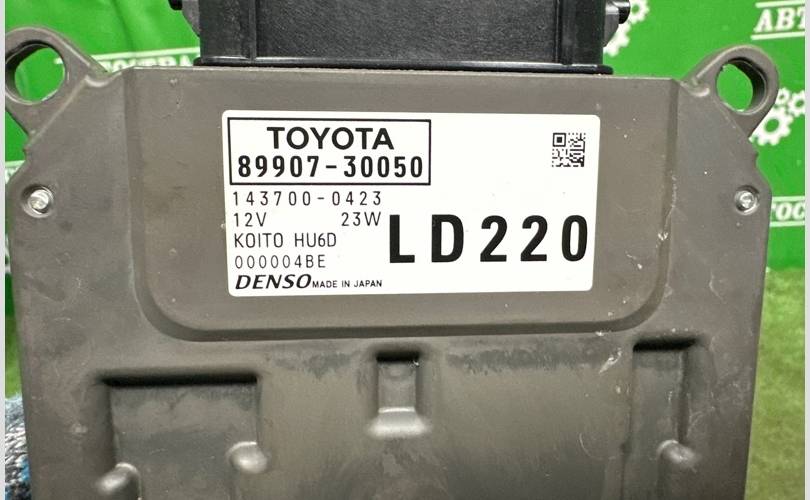 TOYOTA
89907-30050
143700-0423
12V 23W
KOITO HU6D
000004BE
LD220
DENSO MADE IN JAPAN